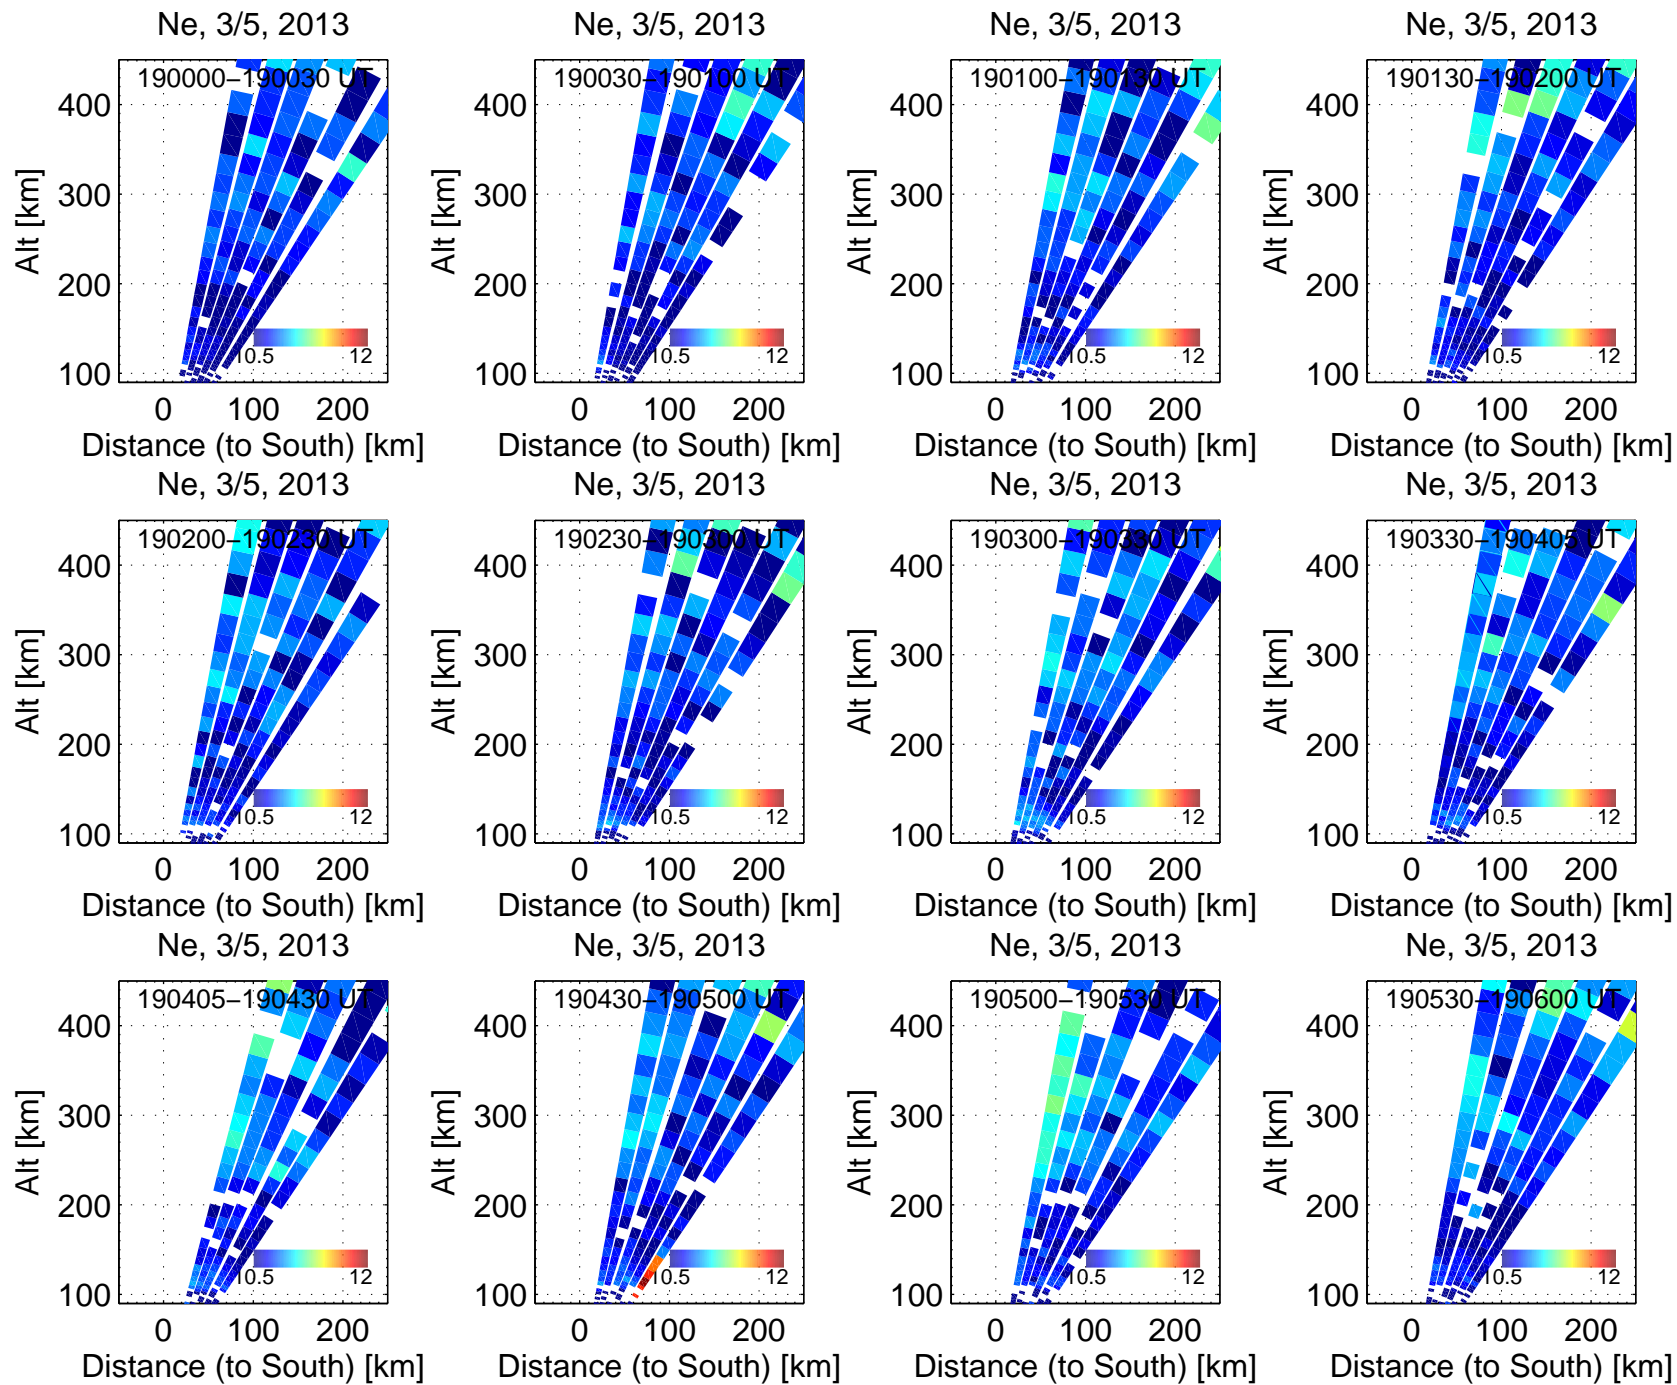 Ne, 3/5, 2013 Ne, 3/5, 2013 Ne, 3/5, 2013 Ne, 3/5, 2013
190000−190030 UT 190030−190100 UT 190100−190130 UT 190130−190200 UT
400 400 400 400
300 300 300 300
Alt [km] Alt [km] Alt [km] Alt [km]
200 200 200 200
10.5 12 10.5 12 10.5 12 10.5 12
100 100 100 100
0 100 200 0 100 200 0 100 200 0 100 200
Distance (to South) [km] Distance (to South) [km] Distance (to South) [km] Distance (to South) [km]
Ne, 3/5, 2013 Ne, 3/5, 2013 Ne, 3/5, 2013 Ne, 3/5, 2013
190200−190230 UT 190230−190300 UT 190300−190330 UT 190330−190405 UT
400 400 400 400
300 300 300 300
Alt [km] Alt [km] Alt [km] Alt [km]
200 200 200 200
10.5 12 10.5 12 10.5 12 10.5 12
100 100 100 100
0 100 200 0 100 200 0 100 200 0 100 200
Distance (to South) [km] Distance (to South) [km] Distance (to South) [km] Distance (to South) [km]
Ne, 3/5, 2013 Ne, 3/5, 2013 Ne, 3/5, 2013 Ne, 3/5, 2013
190405−190430 UT 190430−190500 UT 190500−190530 UT 190530−190600 UT
400 400 400 400
300 300 300 300
Alt [km] Alt [km] Alt [km] Alt [km]
200 200 200 200
10.5 12 10.5 12 10.5 12 10.5 12
100 100 100 100
0 100 200 0 100 200 0 100 200 0 100 200
Distance (to South) [km] Distance (to South) [km] Distance (to South) [km] Distance (to South) [km]